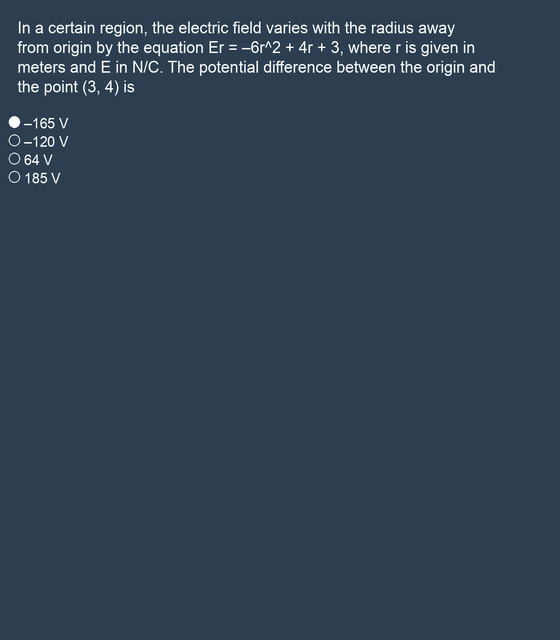 In a certain region, the electric field varies with the radius away
from origin by the equation Er = –6r^2 + 4r + 3, where r is given in
meters and E in N/C. The potential difference between the origin and
the point (3, 4) is
–165 V
–120 V
64 V
185 V